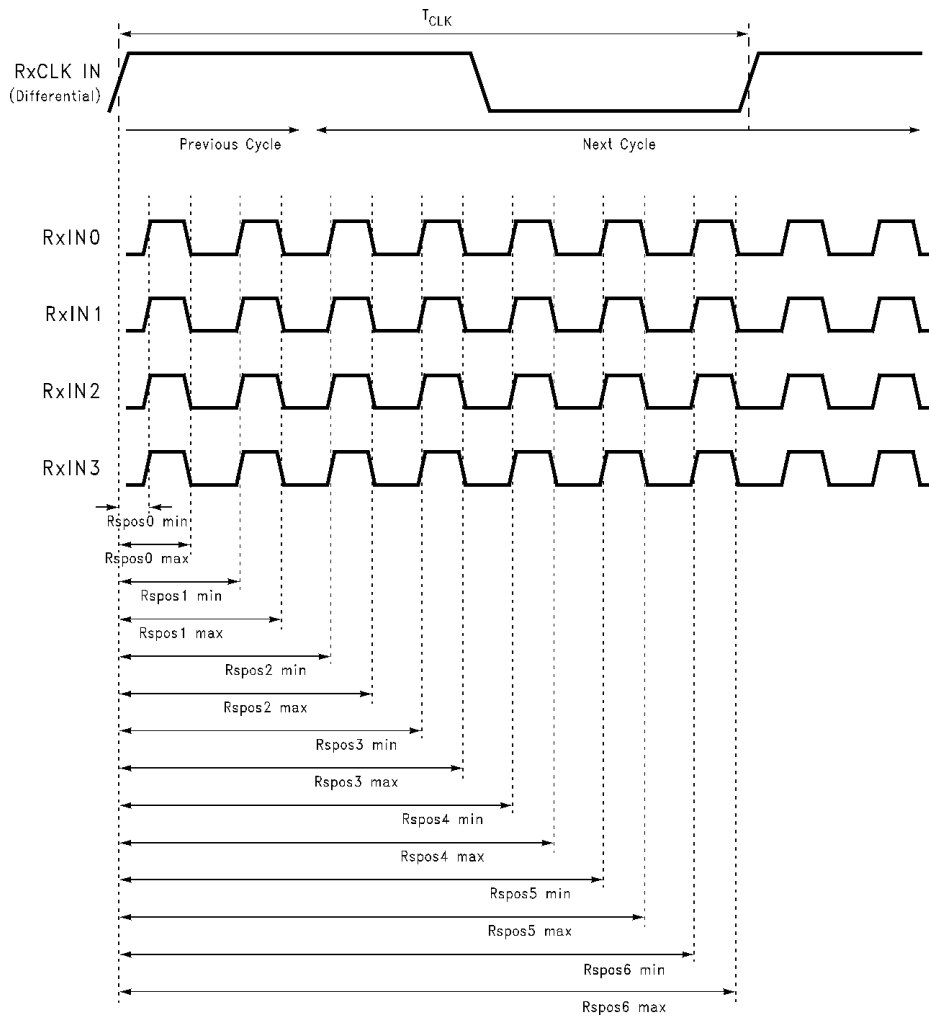 T_CLK
RxCLK IN
(Differential)
Previous Cycle
Next Cycle
RxIN0
RxIN1
RxIN2
RxIN3
Rspos0 min
Rspos0 max
Rspos1 min
Rspos1 max
Rspos2 min
Rspos2 max
Rspos3 min
Rspos3 max
Rspos4 min
Rspos4 max
Rspos5 min
Rspos5 max
Rspos6 min
Rspos6 max